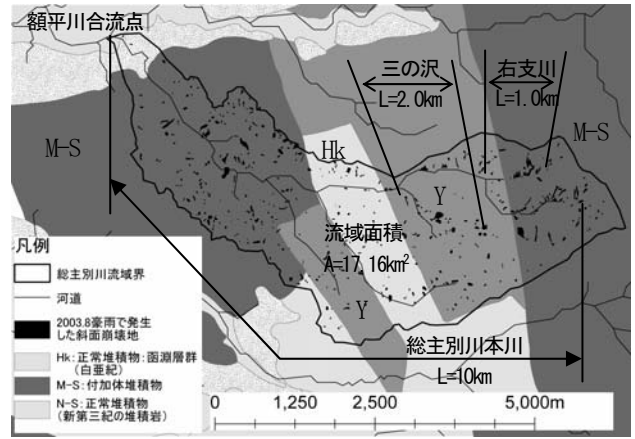 額平川合流点
三の沢
L=2.0km
右支川
L=1.0km
M-S
M-S
Hk
Y
流域面積
A=17.16km²
Y
凡例
総主別川流域界
河道
2003.8豪雨で発生
した斜面崩壊地
Hk:正常堆積物:函淵層群
(白亜紀)
M-S:付加体堆積物
N-S:正常堆積物
(新第三紀の堆積岩)
総主別川本川
L=10km
0 1,250 2,500 5,000m